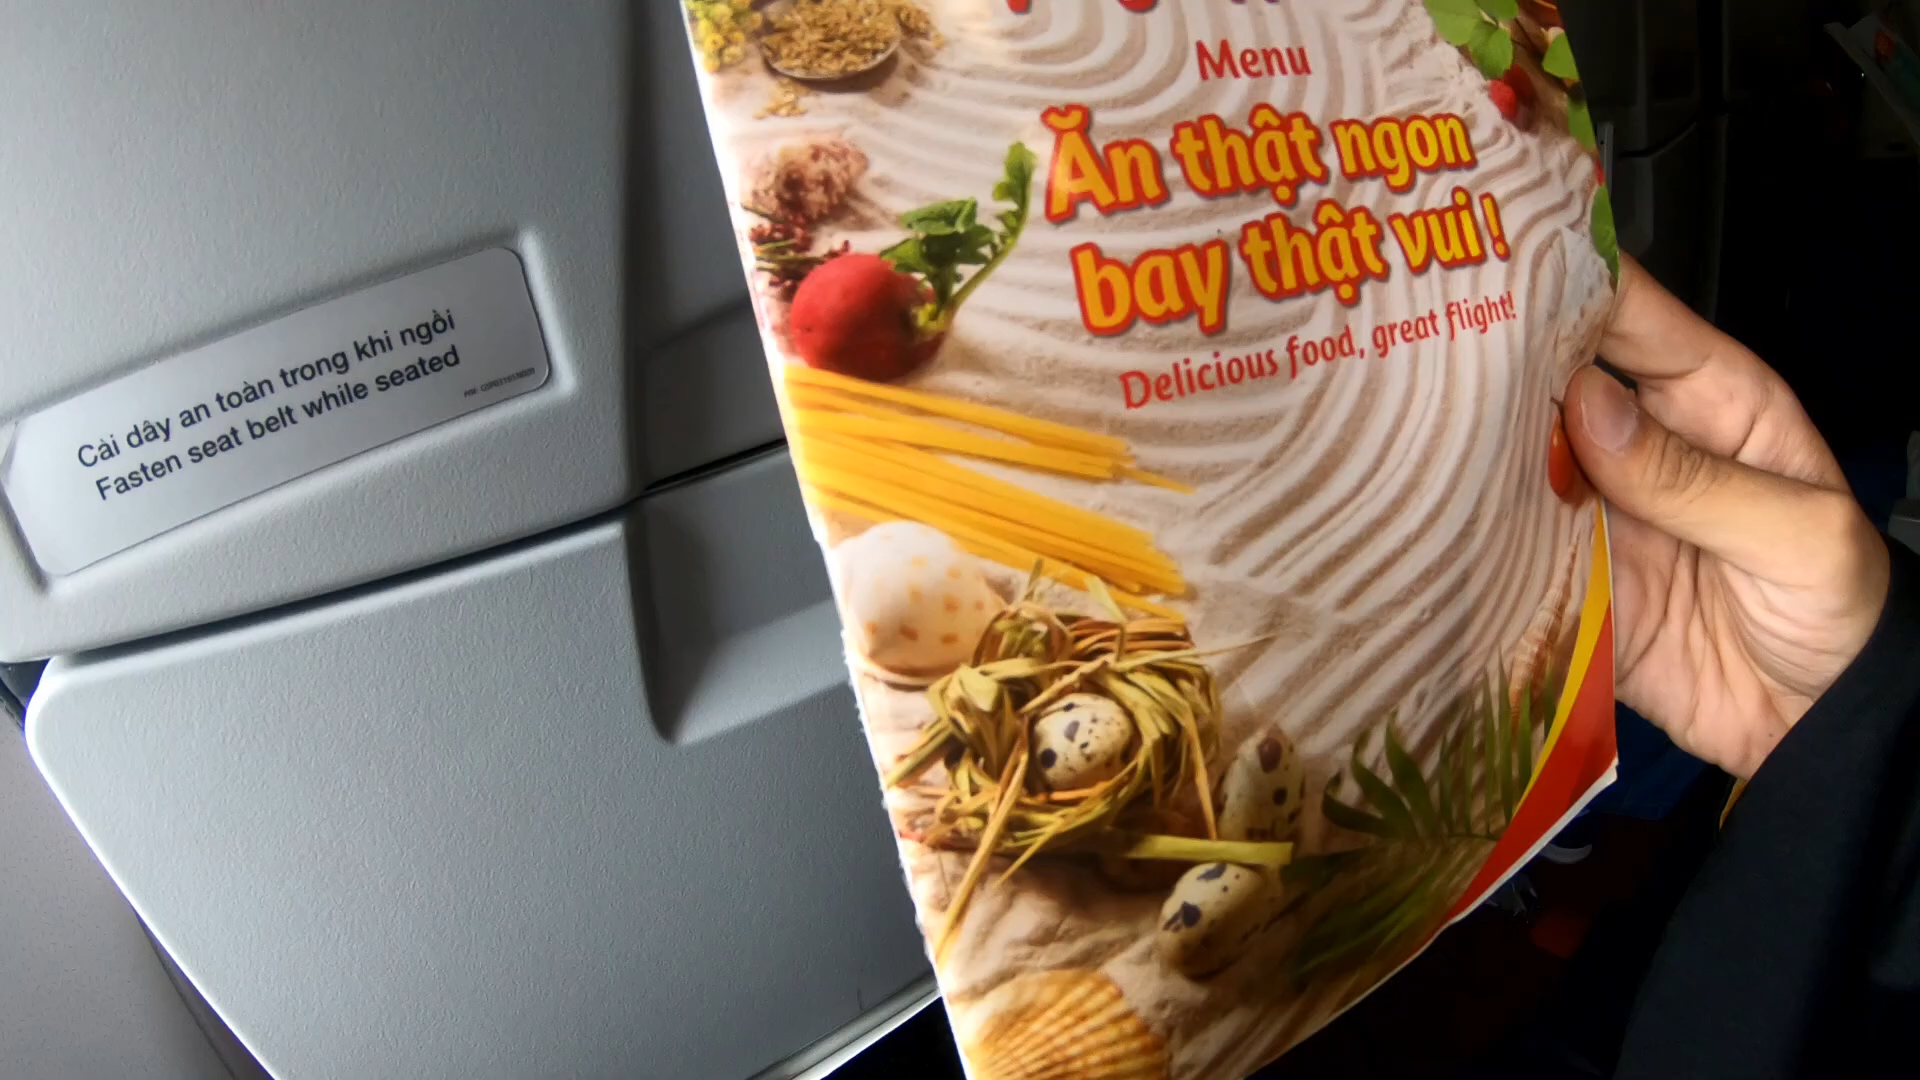 Menu
Ăn thật ngon
bay thật vui!
Delicious food, great flight!
Cài dây an toàn trong khi ngồi
Fasten seat belt while seated